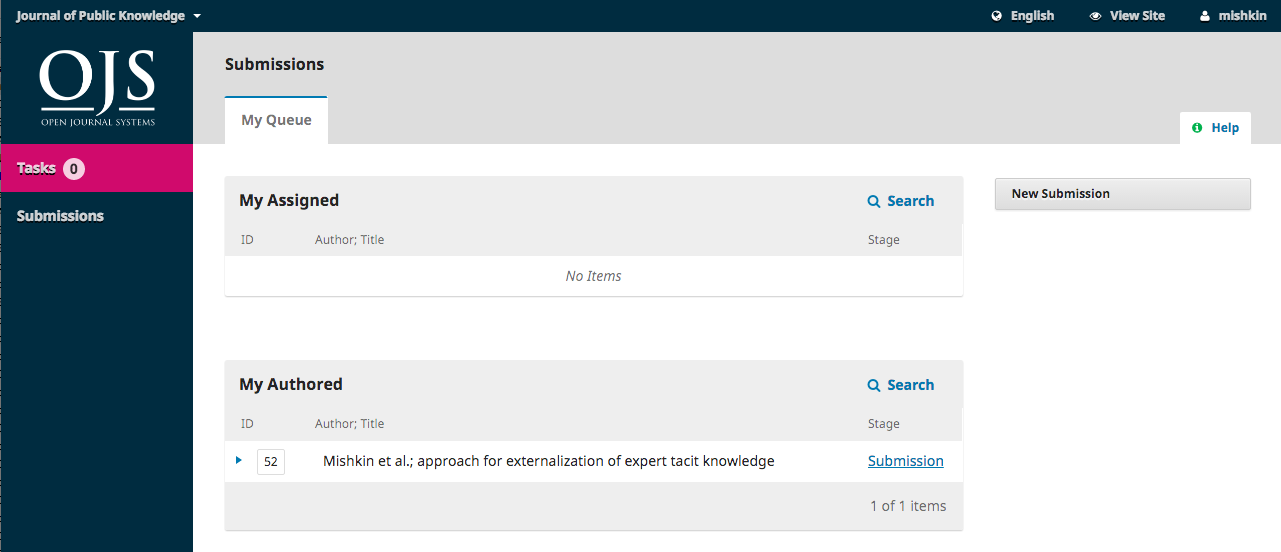 Journal of Public Knowledge
English
View Site
mishkin
OJS
OPEN JOURNAL SYSTEMS
Tasks 0
Submissions
Submissions
My Queue
Help
My Assigned
Search
ID Author; Title Stage
No Items
New Submission
My Authored
Search
ID Author; Title Stage
52 Mishkin et al.; approach for externalization of expert tacit knowledge Submission
1 of 1 items